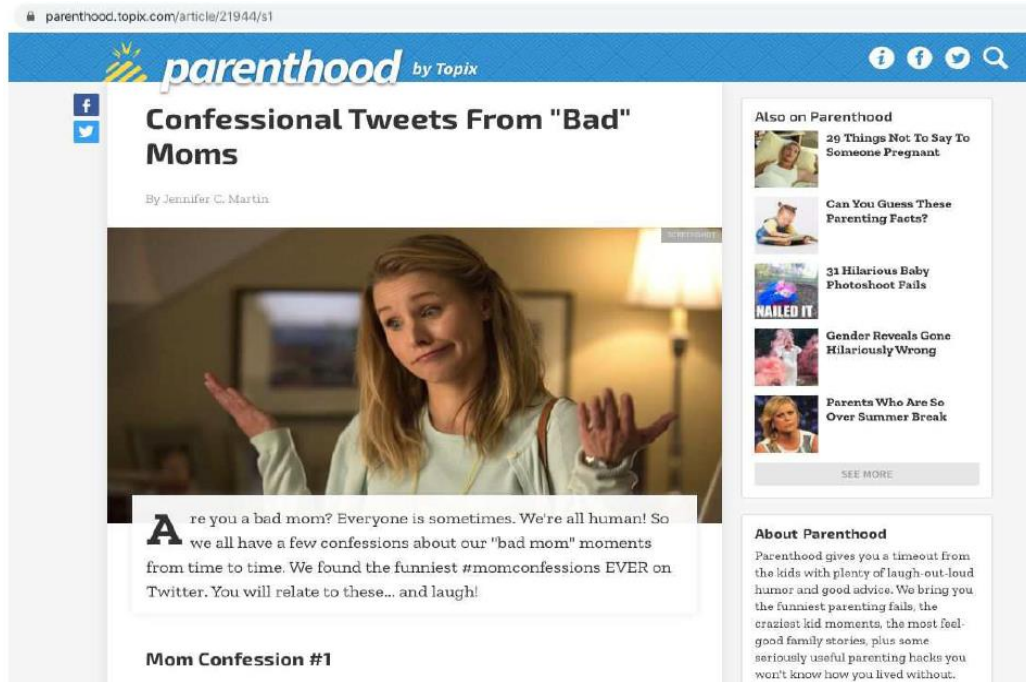 parenthood.topix.com/article/21944/s1
parenthood by Topix
Confessional Tweets From "Bad"
Moms
By Jennifer C. Martin
SCREENSHOT
Are you a bad mom? Everyone is sometimes. We're all human! So
we all have a few confessions about our "bad mom" moments
from time to time. We found the funniest #momconfessions EVER on
Twitter. You will relate to these... and laugh!
Mom Confession #1
Also on Parenthood
29 Things Not To Say To
Someone Pregnant
Can You Guess These
Parenting Facts?
31 Hilarious Baby
Photoshoot Fails
NAILED IT
Gender Reveals Gone
Hilariously Wrong
Parents Who Are So
Over Summer Break
SEE MORE
About Parenthood
Parenthood gives you a timeout from
the kids with plenty of laugh-out-loud
humor and good advice. We bring you
the funniest parenting fails, the
craziest kid moments, the most feel-
good family stories, plus some
seriously useful parenting hacks you
won't know how you lived without.